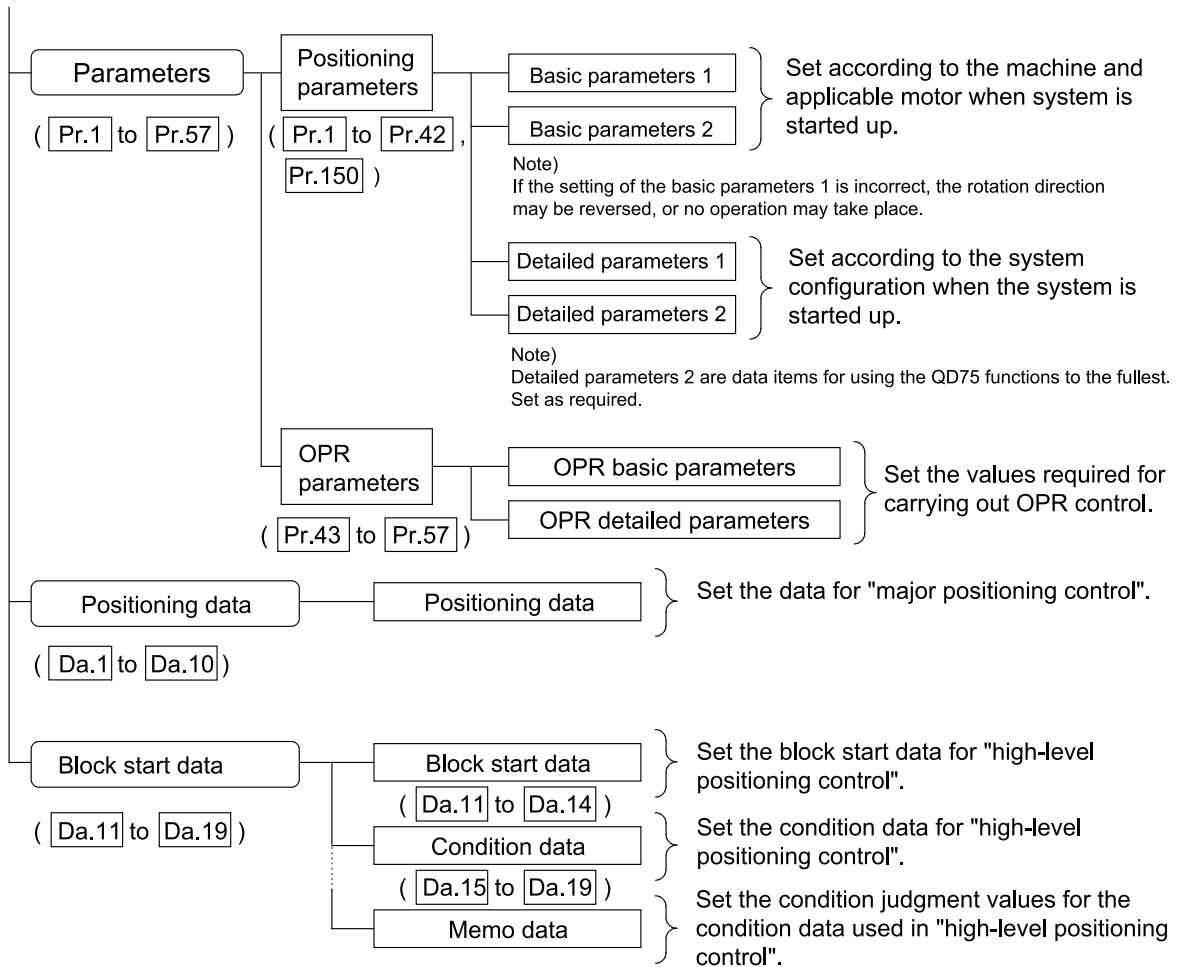 Parameters
( Pr.1 to Pr.57 )
Positioning
parameters
( Pr.1 to Pr.42 ,
Pr.150 )
Basic parameters 1
Basic parameters 2
Set according to the machine and
applicable motor when system is
started up.
Note)
If the setting of the basic parameters 1 is incorrect, the rotation direction
may be reversed, or no operation may take place.
Detailed parameters 1
Detailed parameters 2
Set according to the system
configuration when the system is
started up.
Note)
Detailed parameters 2 are data items for using the QD75 functions to the fullest.
Set as required.
OPR
parameters
( Pr.43 to Pr.57 )
OPR basic parameters
OPR detailed parameters
Set the values required for
carrying out OPR control.
Positioning data
( Da.1 to Da.10 )
Positioning data
Set the data for "major positioning control".
Block start data
( Da.11 to Da.19 )
Block start data
( Da.11 to Da.14 )
Set the block start data for "high-level
positioning control".
Condition data
( Da.15 to Da.19 )
Set the condition data for "high-level
positioning control".
Memo data
Set the condition judgment values for the
condition data used in "high-level positioning
control".